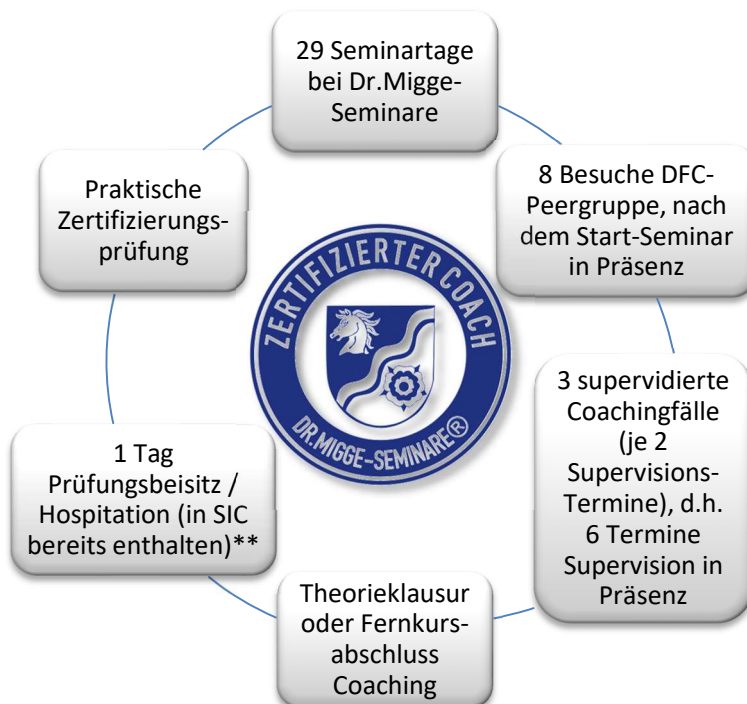 29 Seminartage
bei Dr.Migge-
Seminare
8 Besuche DFC-
Peergruppe, nach
dem Start-Seminar
in Präsenz
3 supervidierte
Coachingfälle
(je 2
Supervisions-
Termine), d.h.
6 Termine
Supervision in
Präsenz
Theorieklausur
oder Fernkurs-
abschluss
Coaching
1 Tag
Prüfungsbeisitz /
Hospitation (in SIC
bereits enthalten)**
Praktische
Zertifizierungs-
prüfung
ZERTIFIZIERTER COACH
DR.MIGGE-SEMINARE®